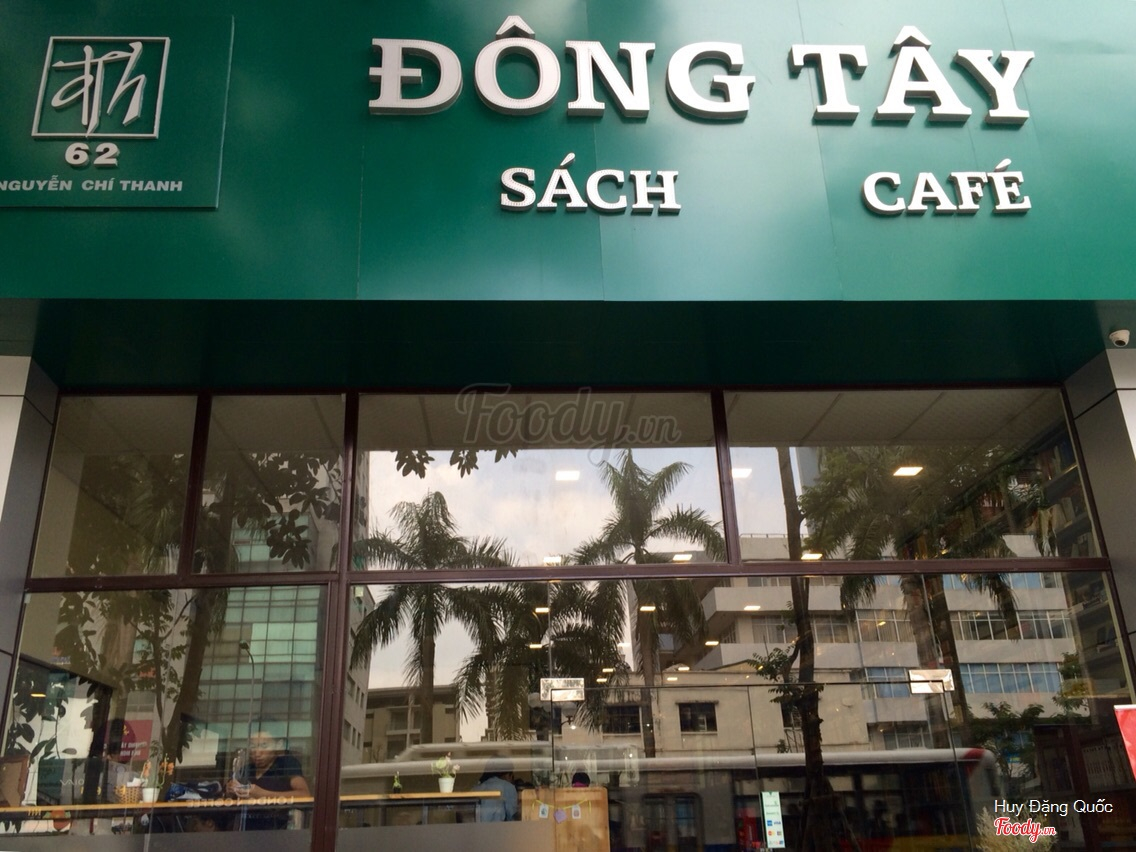 ĐÔNG TÂY
SÁCH CAFÉ
62
NGUYỄN CHÍ THANH
Foody.vn
Huy Đặng Quốc
Foody.vn